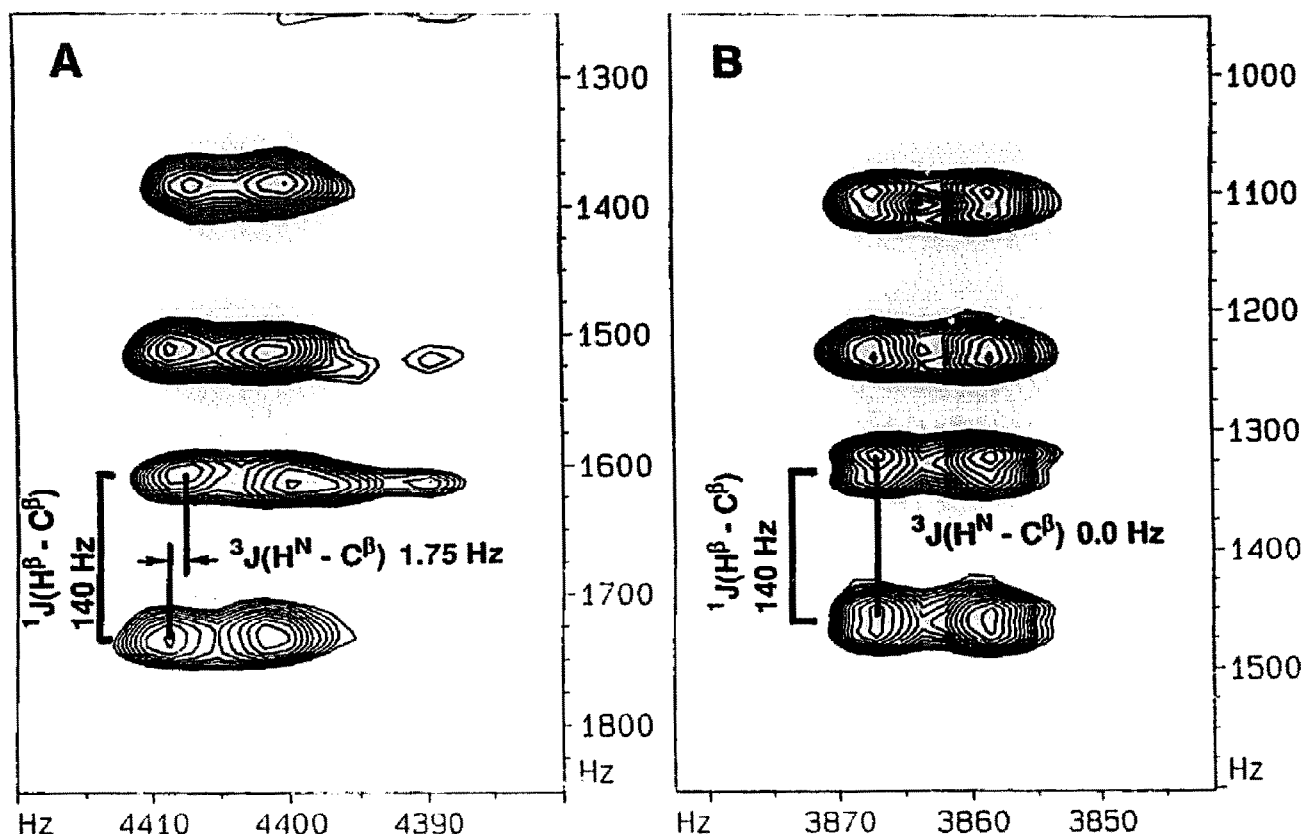 A
1300
1400
1500
1600
1700
1800
Hz
¹J(Hᵝ - Cᵝ)
140 Hz
³J(Hᴺ - Cᵝ) 1.75 Hz
Hz 4410 4400 4390
B
1000
1100
1200
1300
1400
1500
Hz
¹J(Hᵝ - Cᵝ)
140 Hz
³J(Hᴺ - Cᵝ) 0.0 Hz
Hz 3870 3860 3850